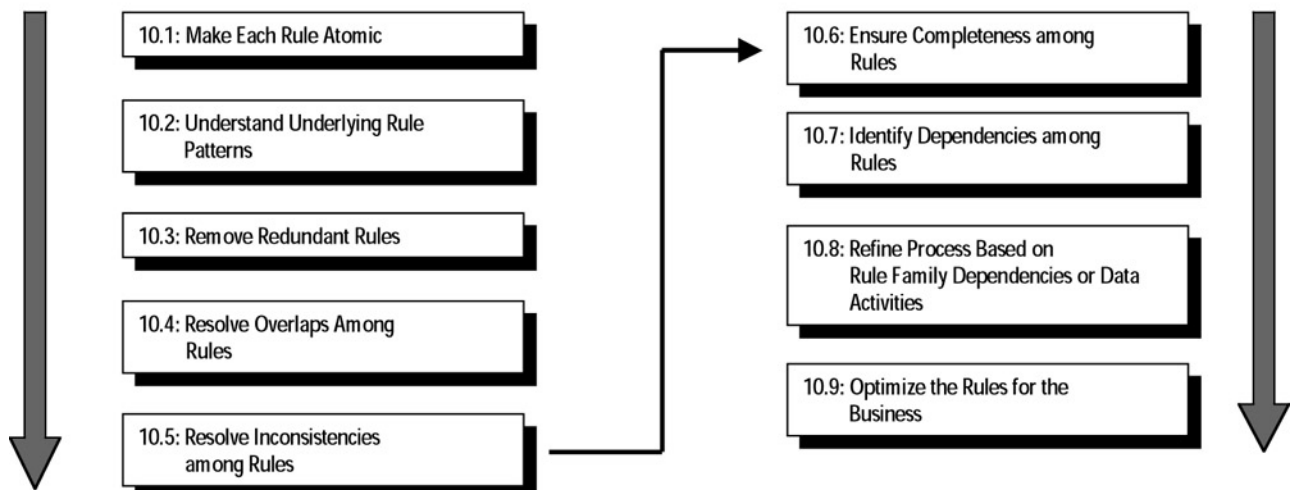 10.1: Make Each Rule Atomic
10.2: Understand Underlying Rule
Patterns
10.3: Remove Redundant Rules
10.4: Resolve Overlaps Among
Rules
10.5: Resolve Inconsistencies
among Rules
10.6: Ensure Completeness among
Rules
10.7: Identify Dependencies among
Rules
10.8: Refine Process Based on
Rule Family Dependencies or Data
Activities
10.9: Optimize the Rules for the
Business